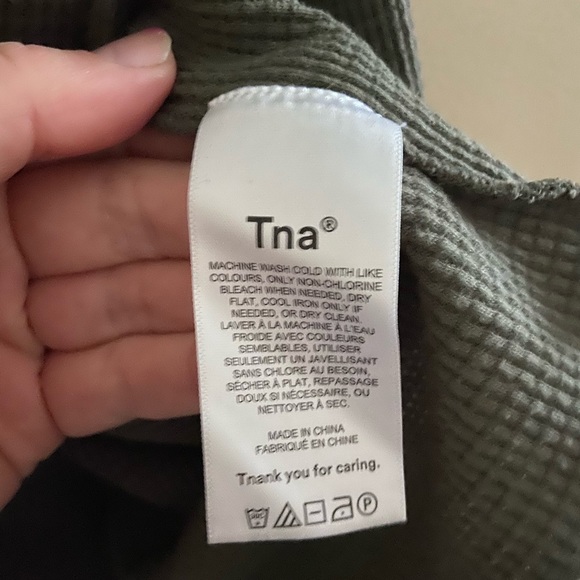 Tna®
MACHINE WASH COLD WITH LIKE
COLOURS, ONLY NON-CHLORINE
BLEACH WHEN NEEDED, DRY
FLAT, COOL IRON ONLY IF
NEEDED, OR DRY CLEAN.
LAVER À LA MACHINE À L'EAU
FROIDE AVEC COULEURS
SEMBLABLES, UTILISER
SEULEMENT UN JAVELLISANT
SANS CHLORE AU BESOIN,
SÉCHER À PLAT, REPASSAGE
DOUX SI NÉCESSAIRE, OU
NETTOYER À SEC.
MADE IN CHINA
FABRIQUÉ EN CHINE
Tnank you for caring.
30C P